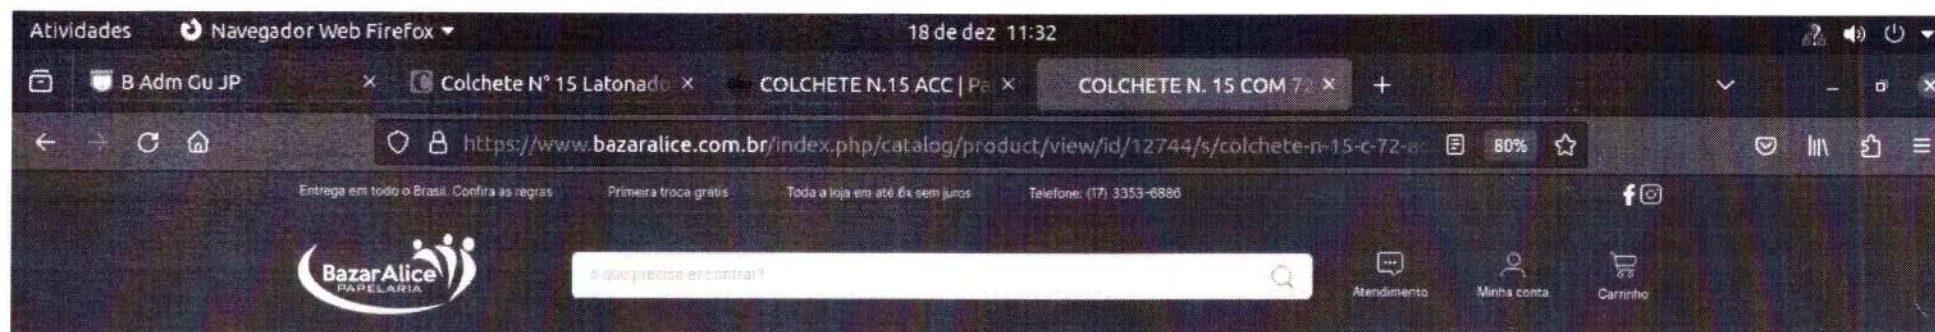 Atividades Navegador Web Firefox 18 de dez 11:32
B Adm Gu JP × Colchete N° 15 Latonado × COLCHETE N.15 ACC | Pa × COLCHETE N. 15 COM 72 × +
https://www.bazaralice.com.br/index.php/catalog/product/view/id/12744/s/colchete-n-15-c-72-ac 80%
Entrega em todo o Brasil. Confira as regras Primeira troca grátis Toda a loja em até 6x sem juros Telefone: (17) 3353-6886
BazarAlice
PAPELARIA
o que precisa encontrar?
Atendimento Minha conta Carrinho